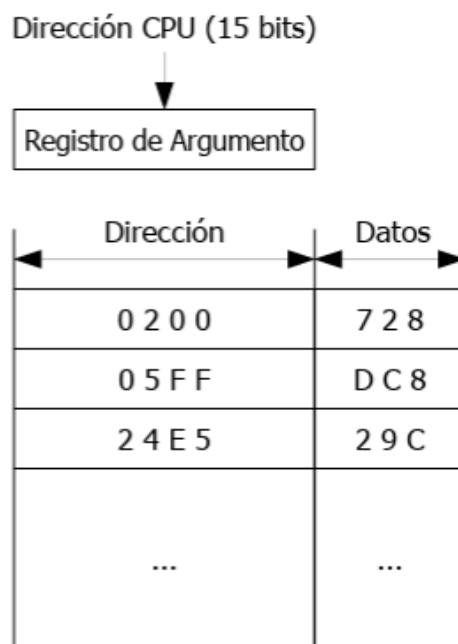 Dirección CPU (15 bits)
Registro de Argumento
Dirección Datos
0 2 0 0 7 2 8
0 5 F F D C 8
2 4 E 5 2 9 C
... ...